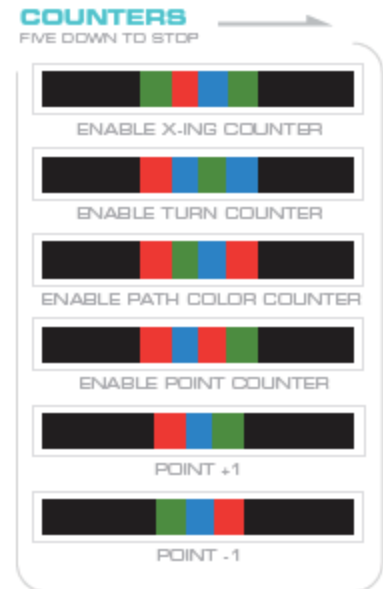 COUNTERS
FIVE DOWN TO STOP
ENABLE X-ING COUNTER
ENABLE TURN COUNTER
ENABLE PATH COLOR COUNTER
ENABLE POINT COUNTER
POINT +1
POINT -1